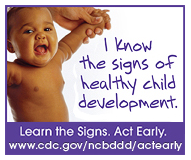 I know
the signs of
healthy child
development.
Learn the Signs. Act Early.
www.cdc.gov/ncbddd/actearly